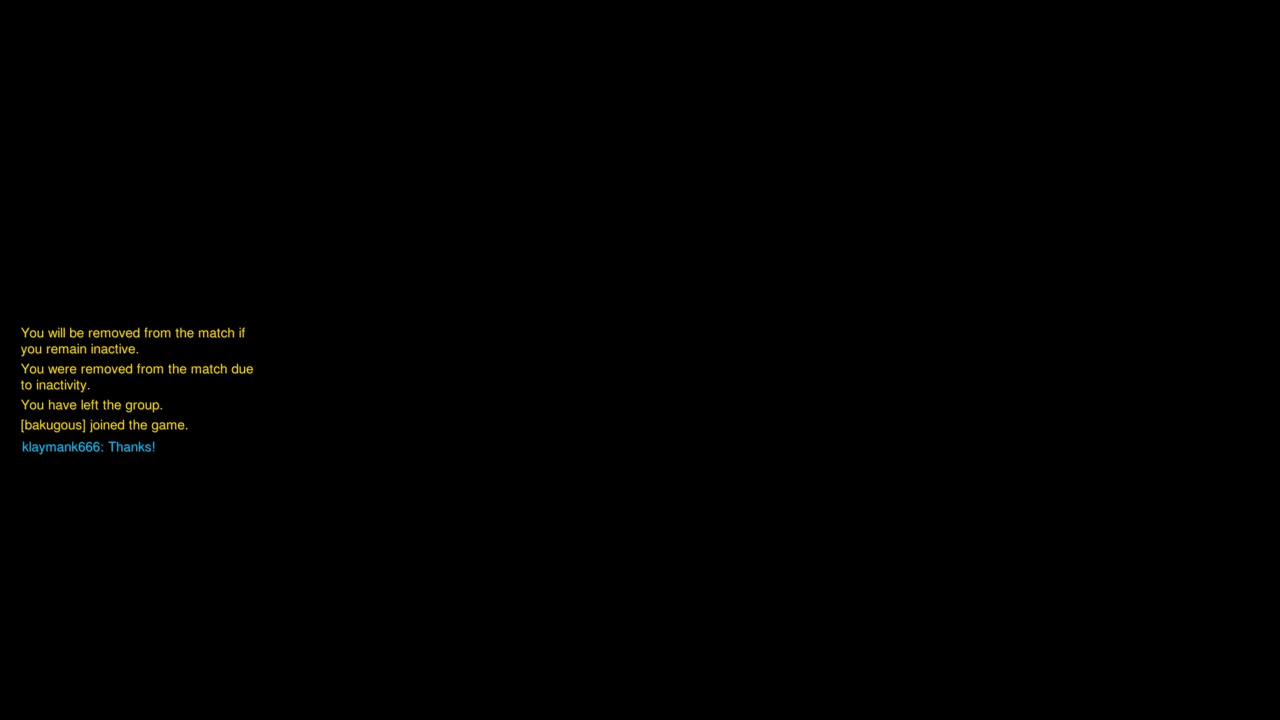 You will be removed from the match if
you remain inactive.
You were removed from the match due
to inactivity.
You have left the group.
[bakugous] joined the game.
klaymank666: Thanks!